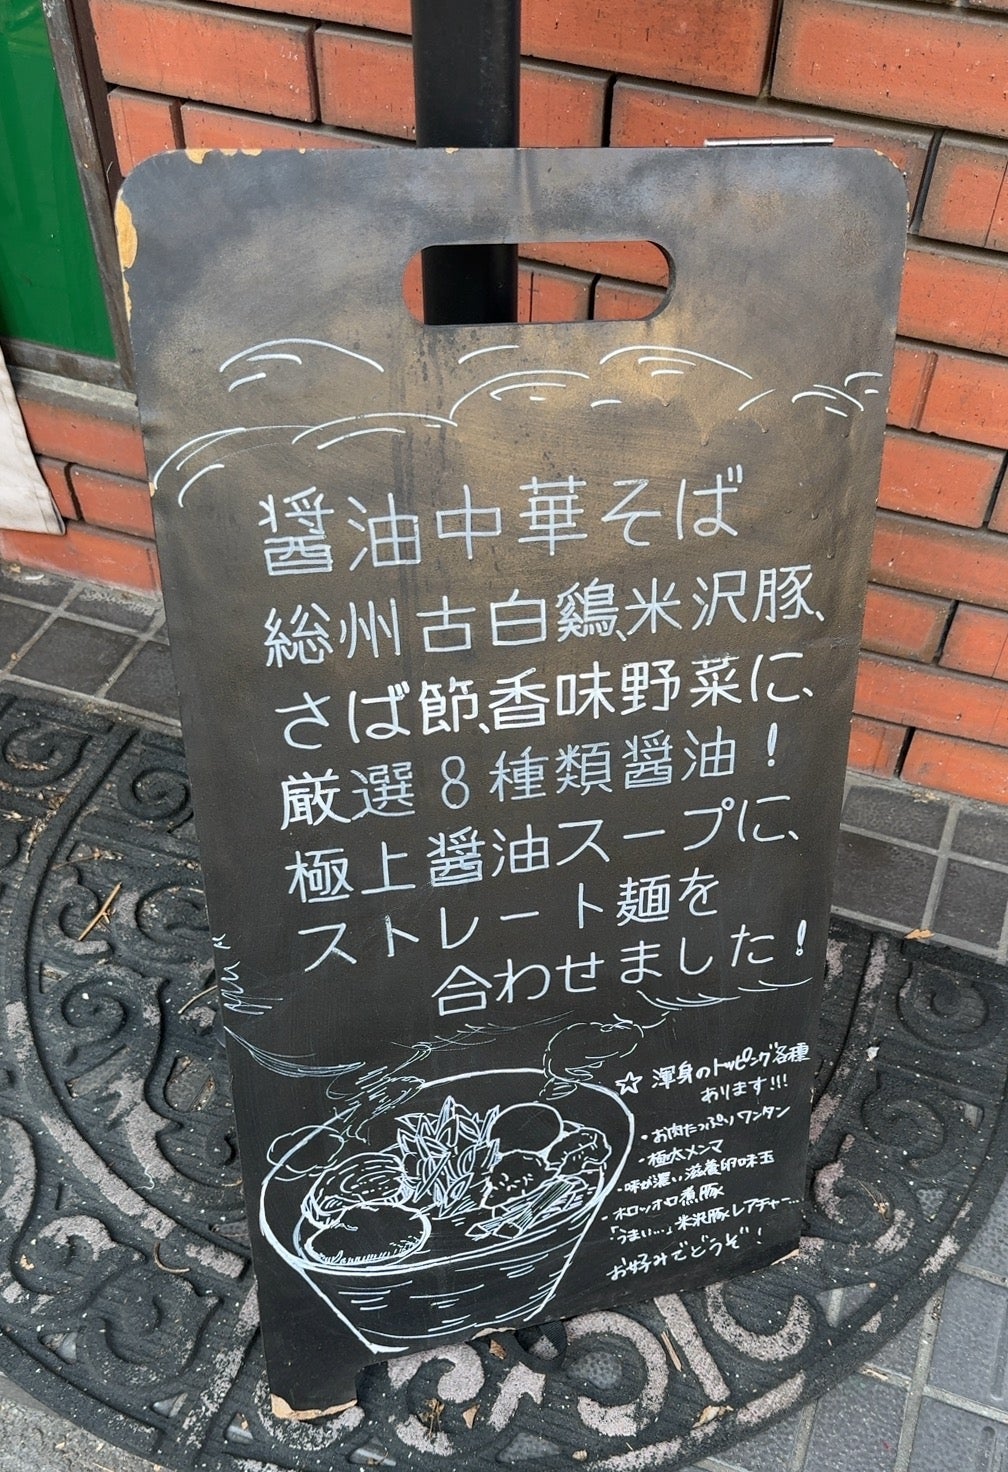 醤油中華そば
総州古白鶏、米沢豚、
さば節、香味野菜に、
厳選8種類醤油！
極上醤油スープに、
ストレート麺を
合わせました！
☆ 渾身のトッピング各種
あります!!!
・お肉たっぷりワンタン
・極太メンマ
・味が濃い滋養卵味玉
ホロッホロ煮豚
「うまい…」米沢豚レアチャー…
お好みでどうぞ！